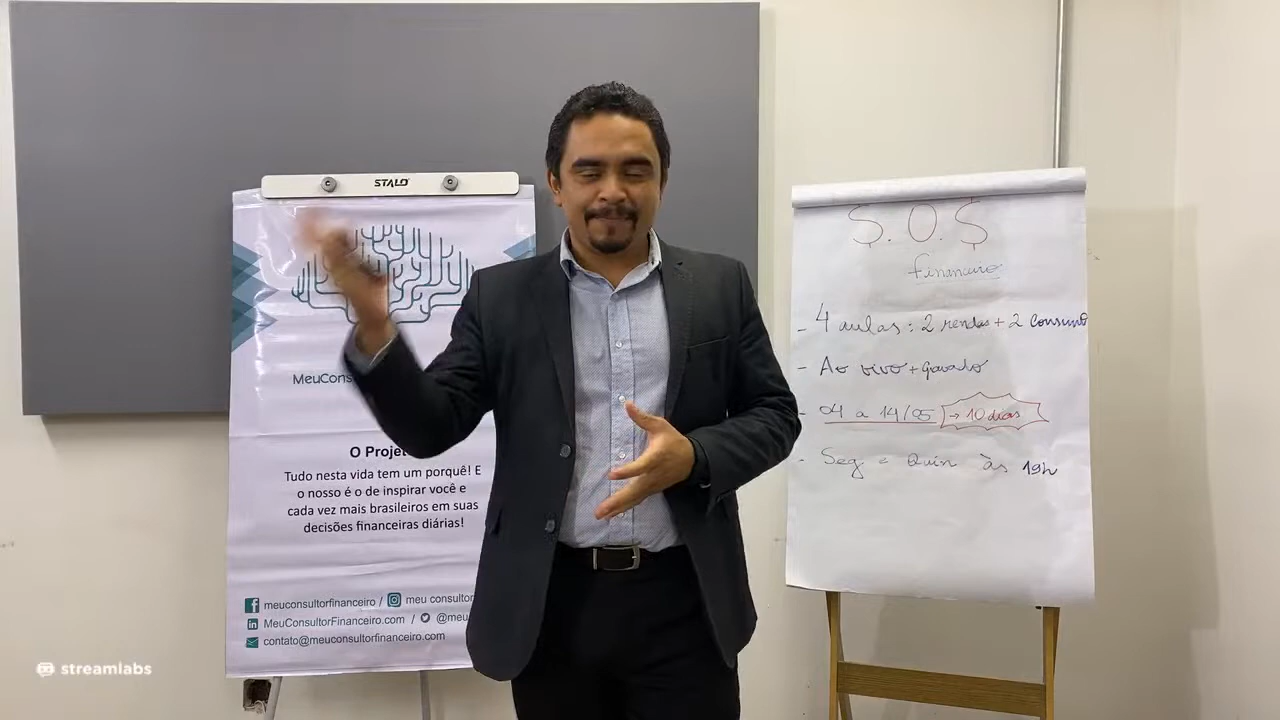 STALO
MeuCons
O Projet
Tudo nesta vida tem um porquê! E
o nosso é o de inspirar você e
cada vez mais brasileiros em suas
decisões financeiras diárias!
meuconsultorfinanceiro / meu consultor
MeuConsultorFinanceiro.com / @meu
contato@meuconsultorfinanceiro.com
S.O.S
financeiro
- 4 aulas: 2 rendas + 2 consumo
- Ao vivo + gravado
- 04 a 14/05 → 10 dias
- Seg e Quin às 19h
streamlabs